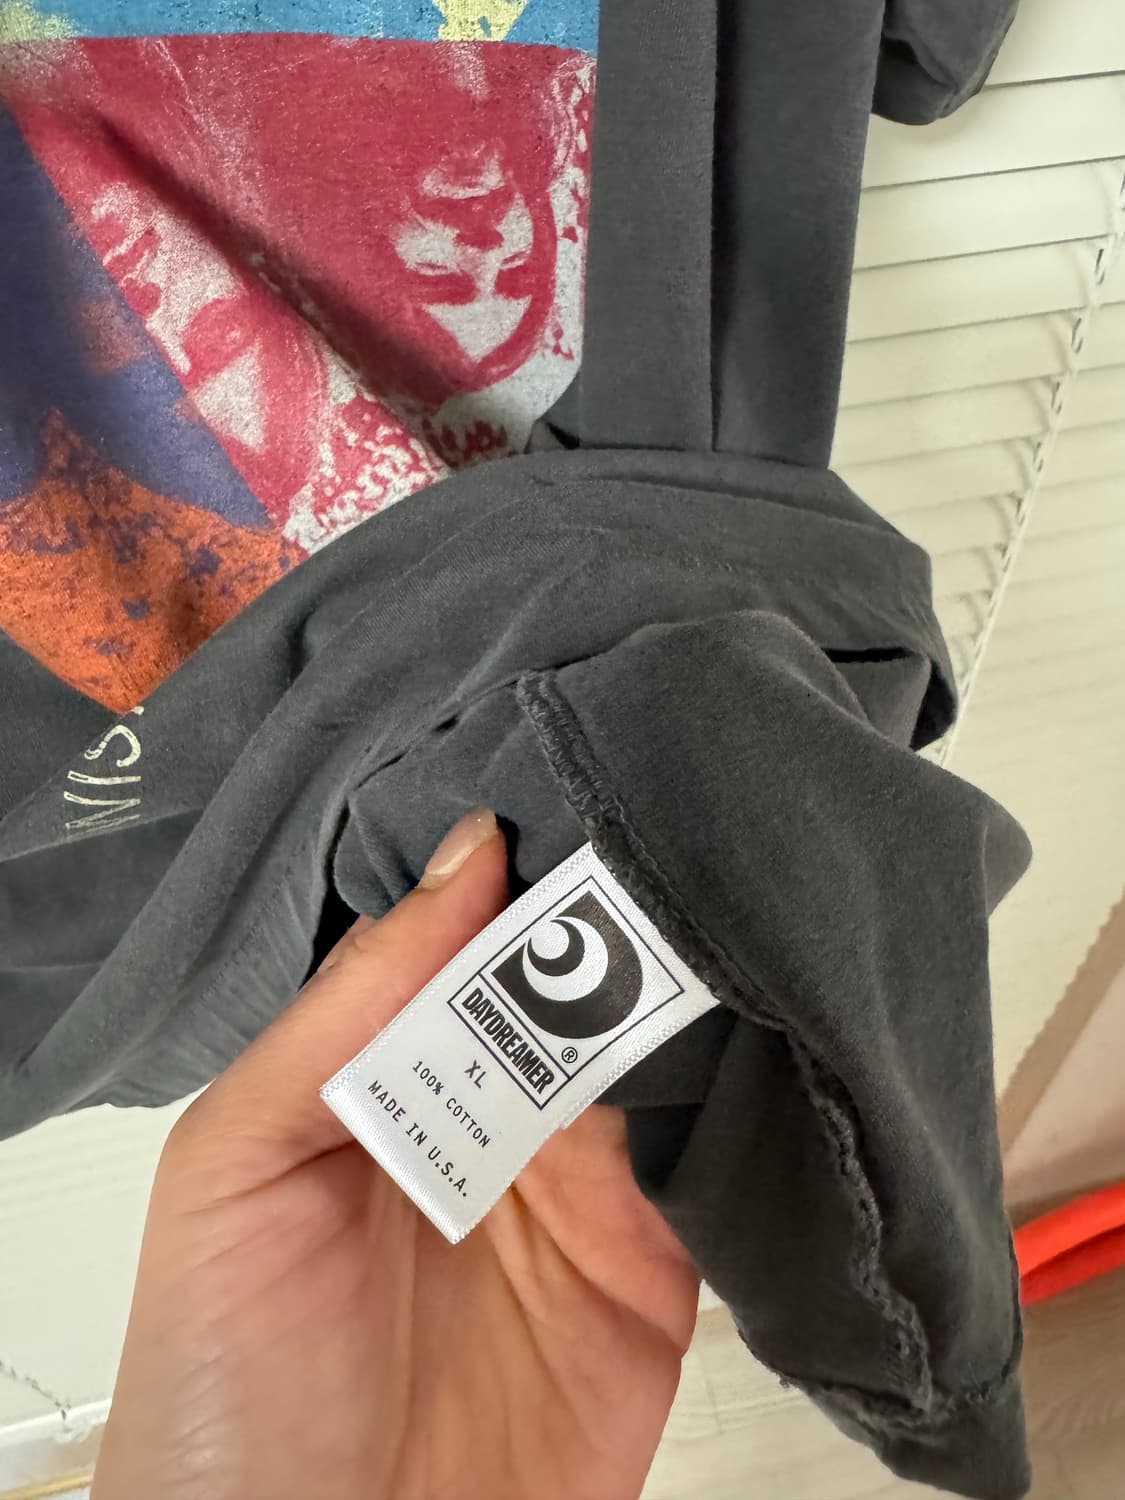 DAYDREAMER
®
XL
100% COTTON
MADE IN U.S.A.